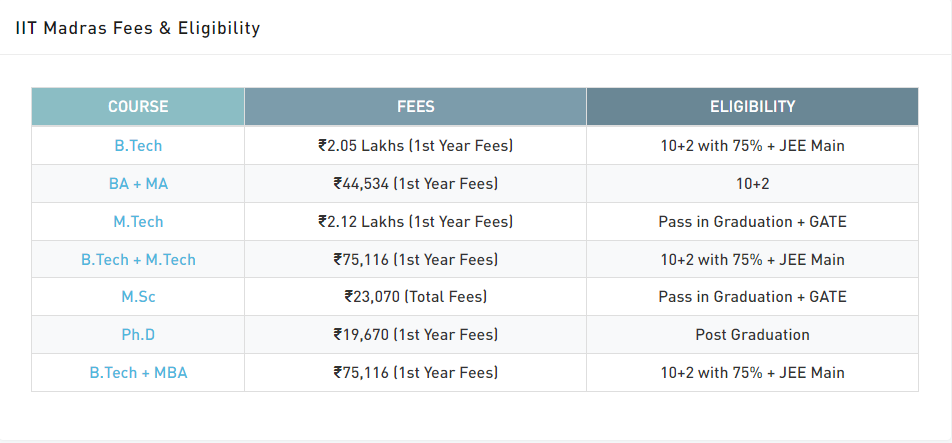 IIT Madras Fees & Eligibility
COURSE FEES ELIGIBILITY
B.Tech ₹2.05 Lakhs (1st Year Fees) 10+2 with 75% + JEE Main
BA + MA ₹44,534 (1st Year Fees) 10+2
M.Tech ₹2.12 Lakhs (1st Year Fees) Pass in Graduation + GATE
B.Tech + M.Tech ₹75,116 (1st Year Fees) 10+2 with 75% + JEE Main
M.Sc ₹23,070 (Total Fees) Pass in Graduation + GATE
Ph.D ₹19,670 (1st Year Fees) Post Graduation
B.Tech + MBA ₹75,116 (1st Year Fees) 10+2 with 75% + JEE Main